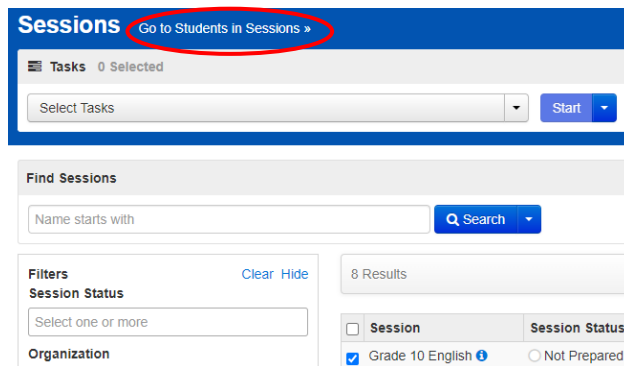 Sessions Go to Students in Sessions »
Tasks 0 Selected
Select Tasks
Start
Find Sessions
Name starts with
Search
Filters Clear Hide
8 Results
Session Status
Select one or more
Session Session Status
Organization
Grade 10 English Not Prepared